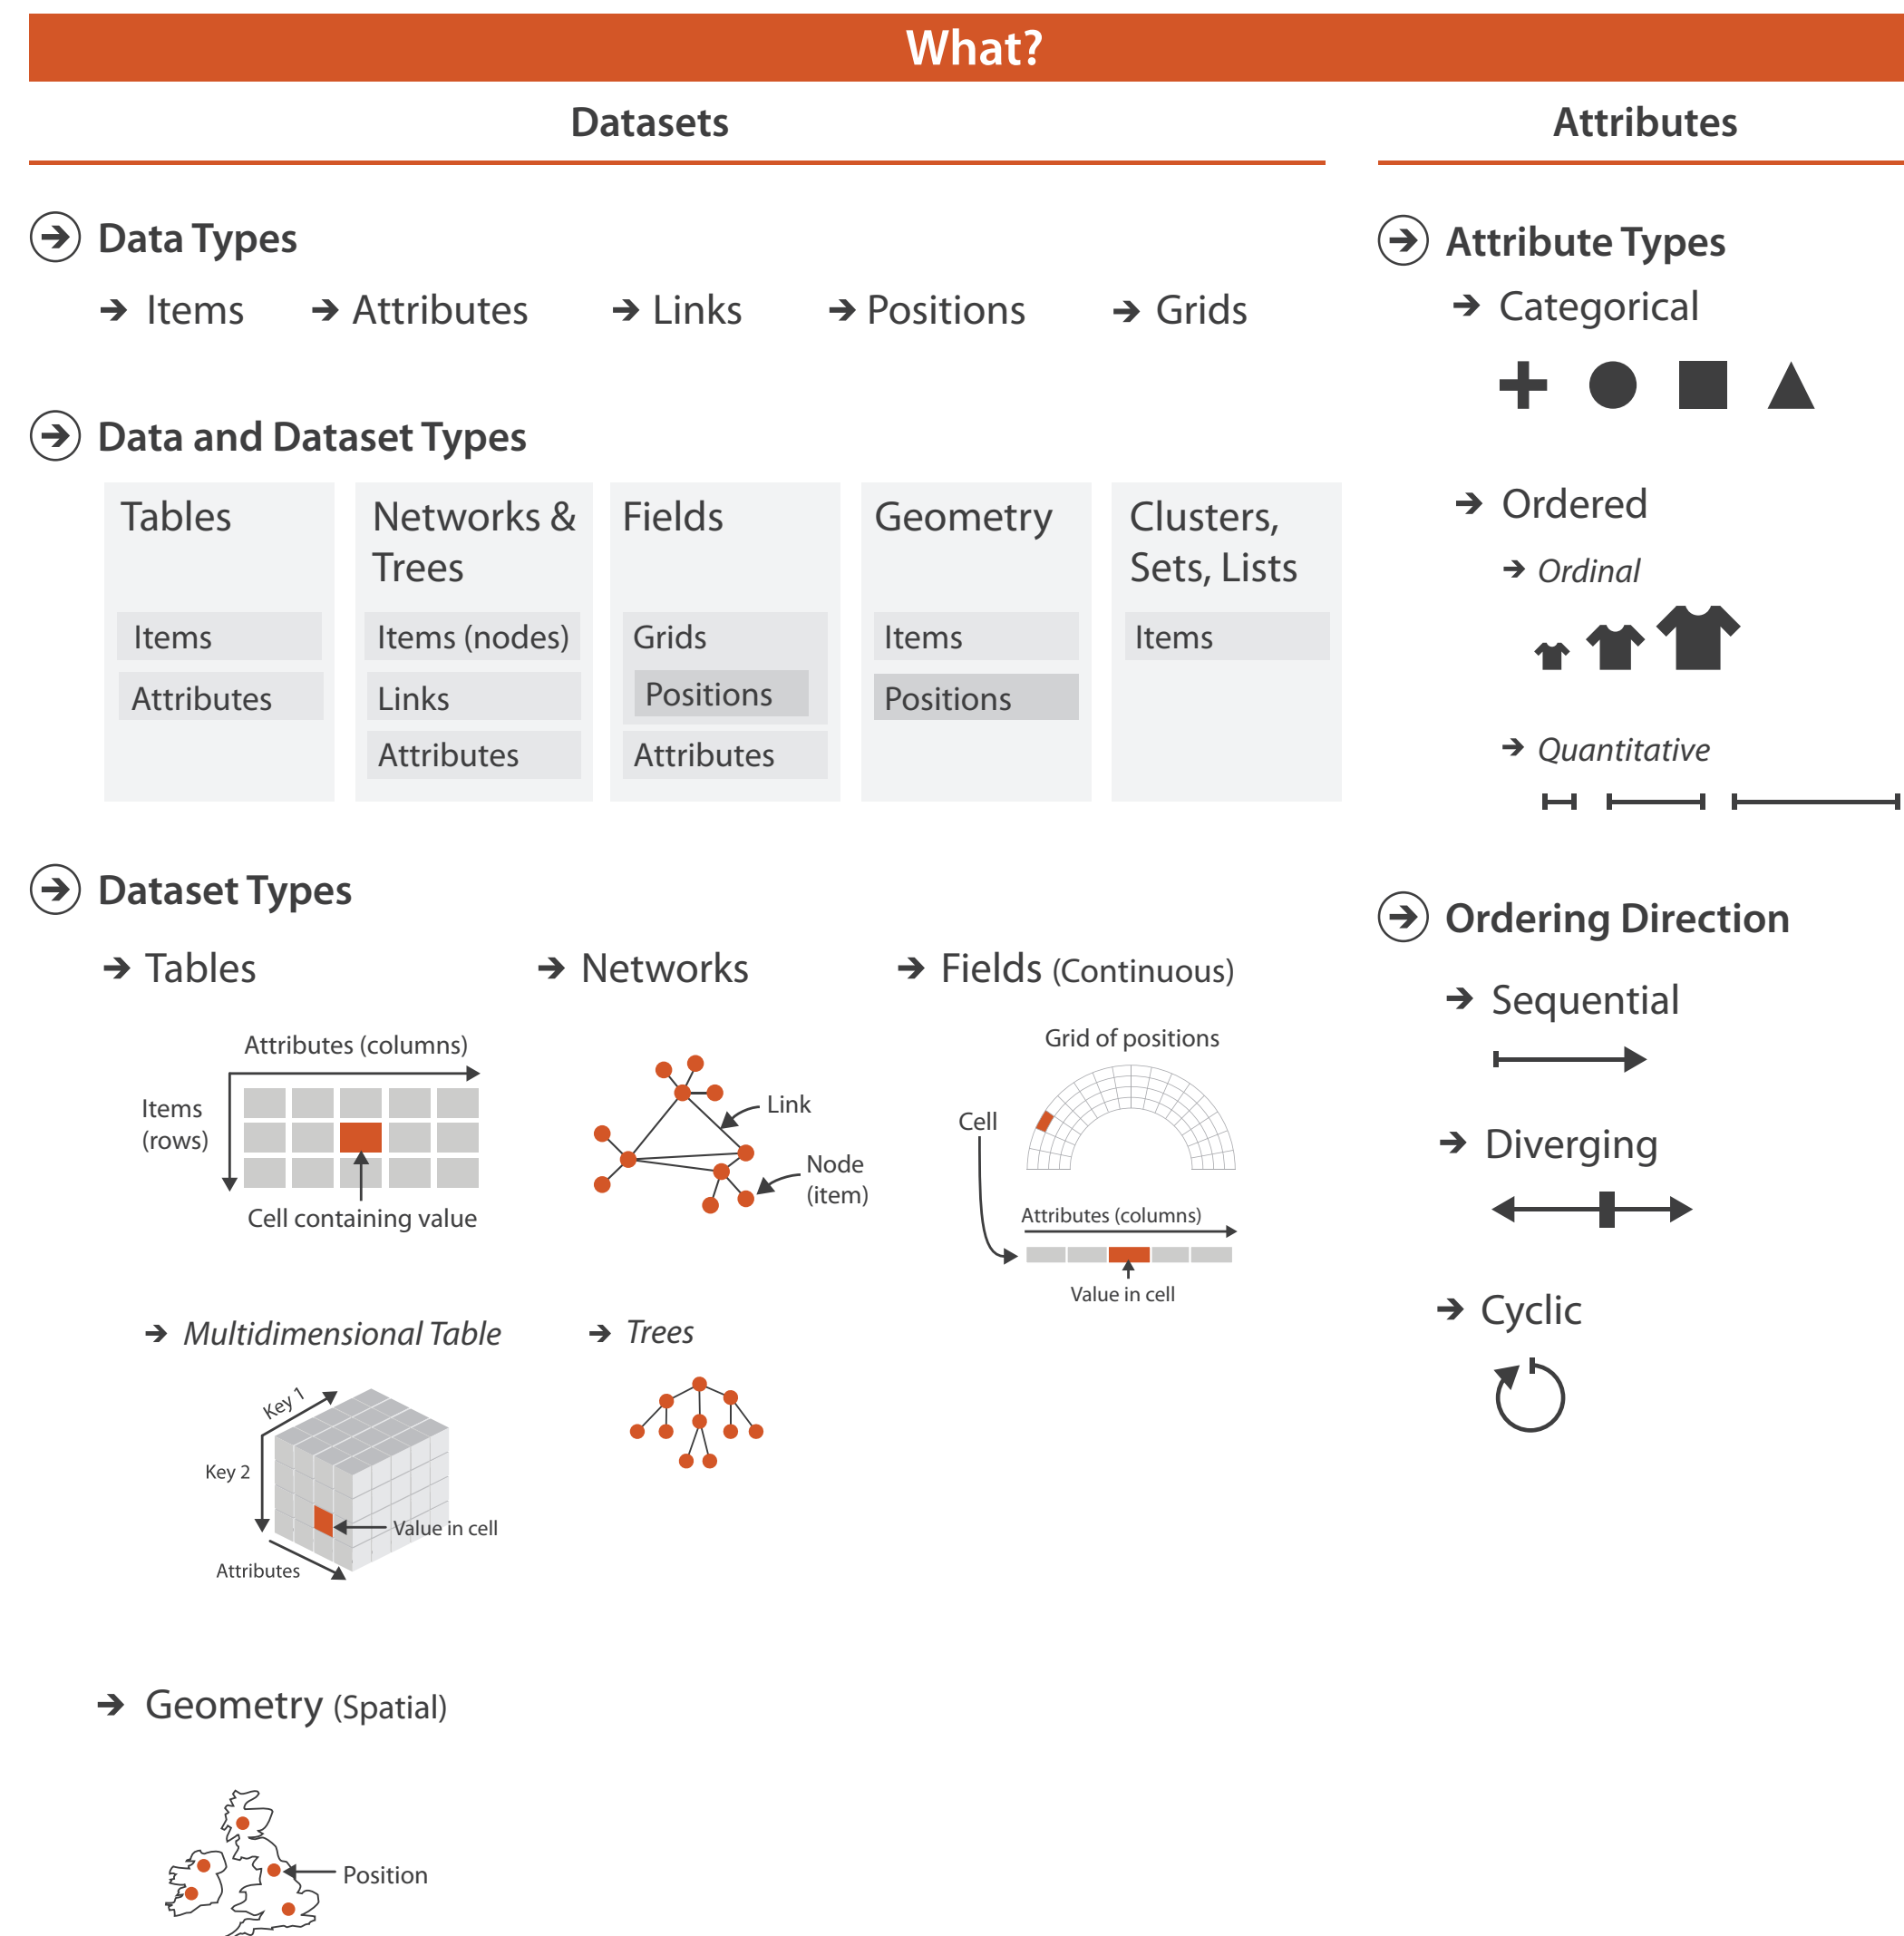 What?
Datasets
Attributes
Data Types
Items
Attributes
Links
Positions
Grids
Data and Dataset Types
Tables
Items
Attributes
Networks &
Trees
Items (nodes)
Links
Attributes
Fields
Grids
Positions
Attributes
Geometry
Items
Positions
Clusters,
Sets, Lists
Items
Dataset Types
Tables
Attributes (columns)
Items
(rows)
Cell containing value
Networks
Link
Node
(item)
Fields (Continuous)
Grid of positions
Cell
Attributes (columns)
Value in cell
Multidimensional Table
Key 1
Key 2
Value in cell
Attributes
Trees
Geometry (Spatial)
Position
Attribute Types
Categorical
Ordered
Ordinal
Quantitative
Ordering Direction
Sequential
Diverging
Cyclic